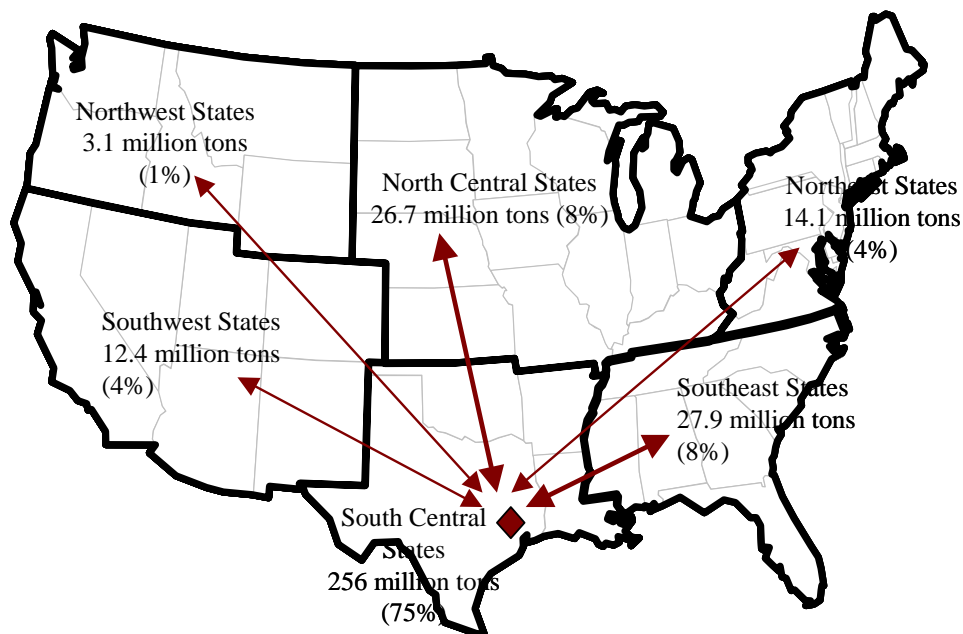 Northwest States
3.1 million tons
(1%)
North Central States
26.7 million tons (8%)
Northeast States
14.1 million tons
(4%)
Southwest States
12.4 million tons
(4%)
Southeast States
27.9 million tons
(8%)
South Central
States
256 million tons
(75%)